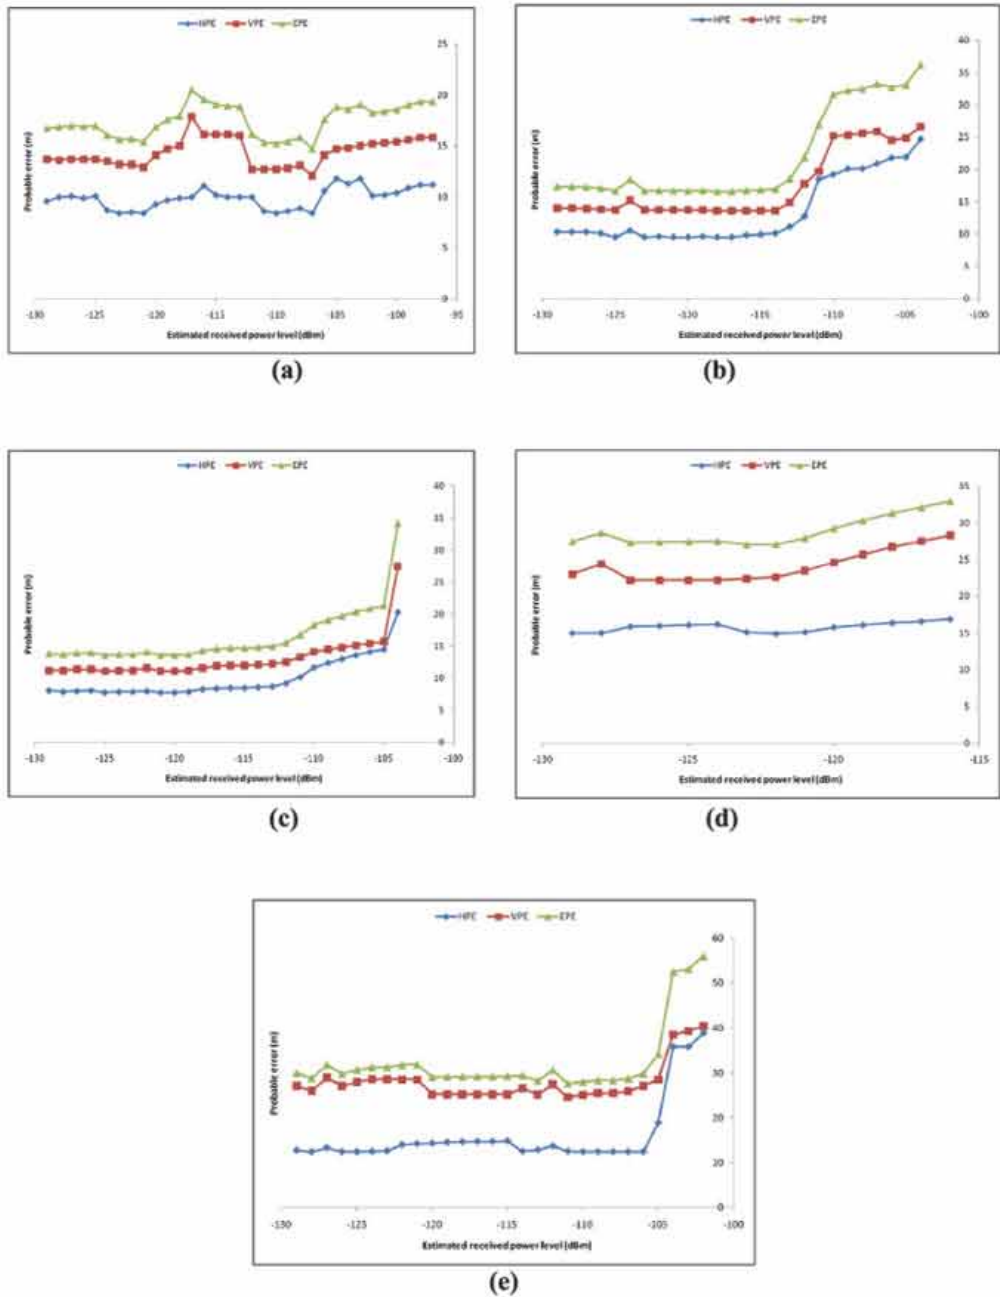 HPE VPE EPE
25
20
15
10
5
0
Probable error (m)
-130 -125 -120 -115 -110 -105 -100 -95
Estimated received power level (dBm)
(a)
HPE VPE EPE
40
35
30
25
20
15
10
5
0
Probable error (m)
-130 -125 -120 -115 -110 -105 -100
Estimated received power level (dBm)
(b)
HPE VPE EPE
40
35
30
25
20
15
10
5
0
Probable error (m)
-130 -125 -120 -115 -110 -105 -100
Estimated received power level (dBm)
(c)
HPE VPE EPE
35
30
25
20
15
10
5
0
Probable error (m)
-130 -125 -120 -115
Estimated received power level (dBm)
(d)
HPE VPE EPE
60
50
40
30
20
10
0
Probable error (m)
-130 -125 -120 -115 -110 -105 -100
Estimated received power level (dBm)
(e)